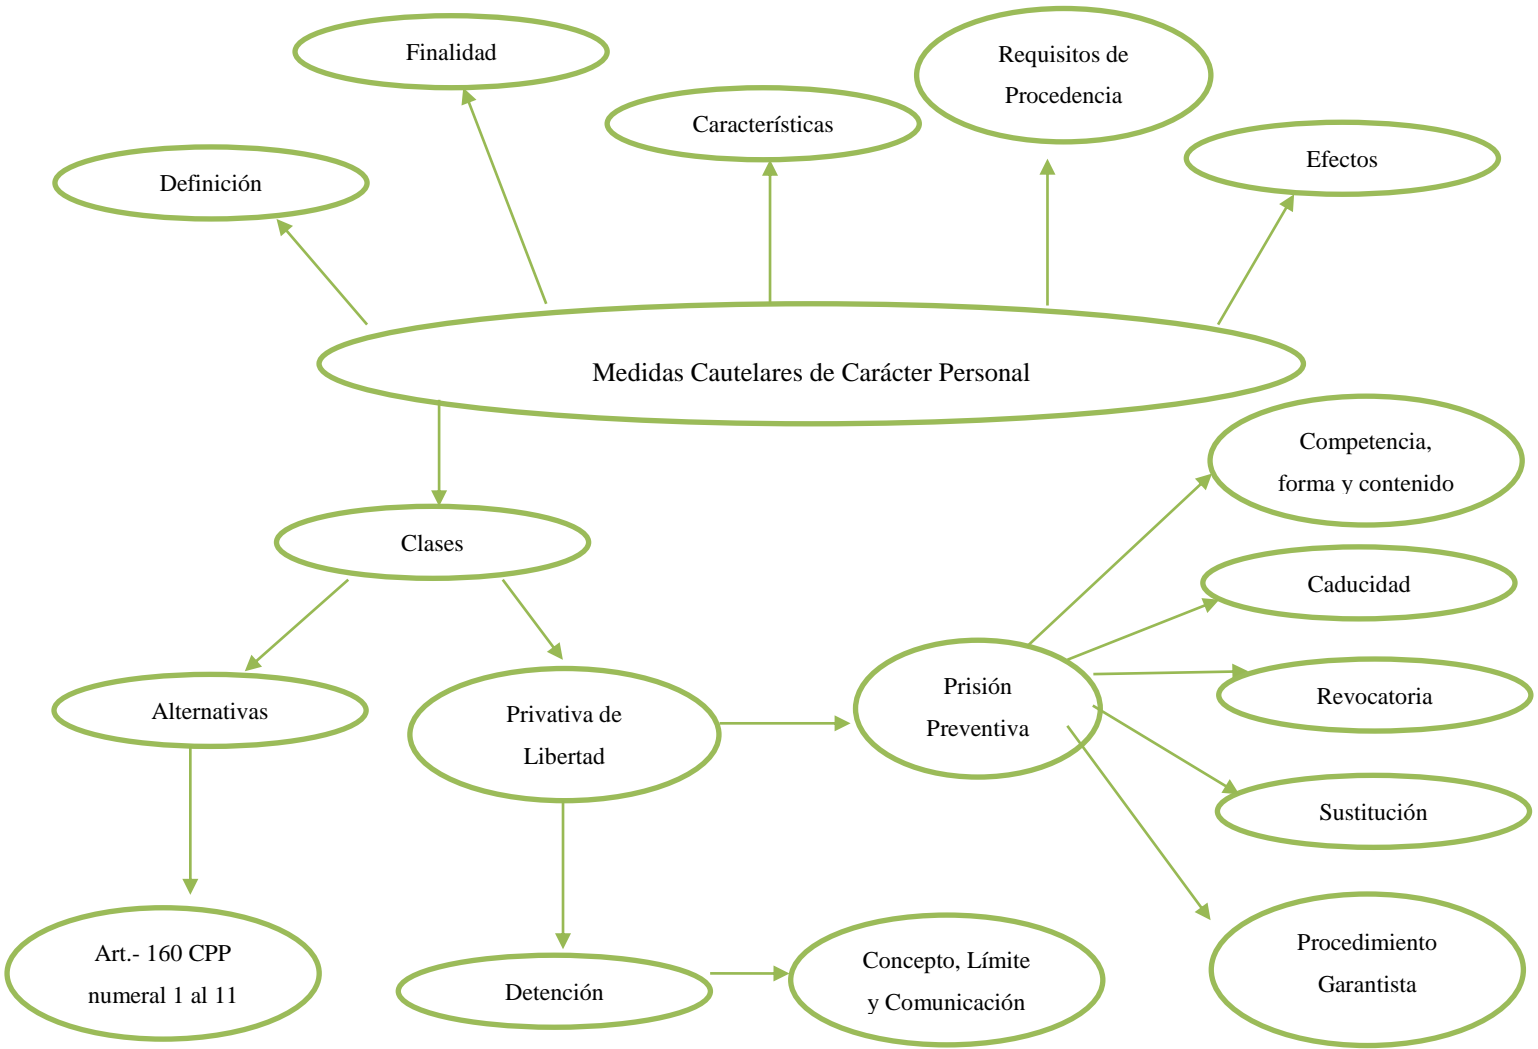 Finalidad
Requisitos de
Procedencia
Características
Efectos
Definición
Medidas Cautelares de Carácter Personal
Competencia,
forma y contenido
Clases
Caducidad
Alternativas
Privativa de
Libertad
Prisión
Preventiva
Revocatoria
Sustitución
Art.- 160 CPP
numeral 1 al 11
Detención
Concepto, Límite
y Comunicación
Procedimiento
Garantista